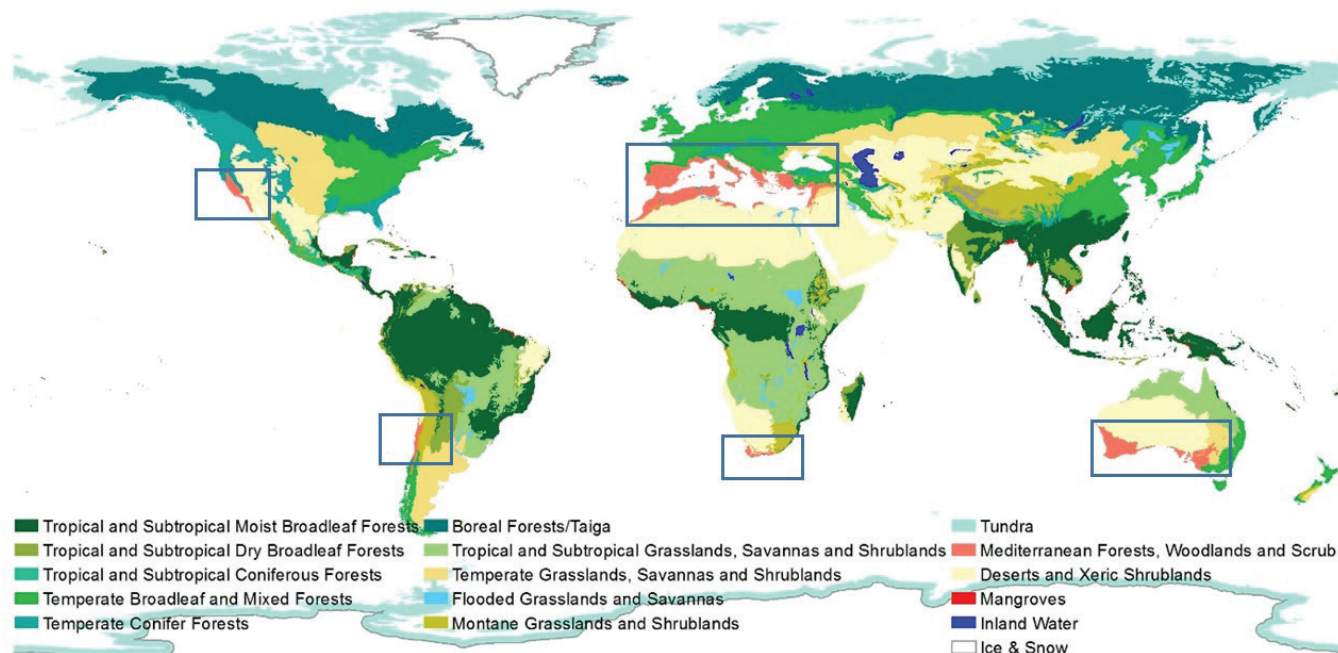 Tropical and Subtropical Moist Broadleaf Forests
Tropical and Subtropical Dry Broadleaf Forests
Tropical and Subtropical Coniferous Forests
Temperate Broadleaf and Mixed Forests
Temperate Conifer Forests
Boreal Forests/Taiga
Tropical and Subtropical Grasslands, Savannas and Shrublands
Temperate Grasslands, Savannas and Shrublands
Flooded Grasslands and Savannas
Montane Grasslands and Shrublands
Tundra
Mediterranean Forests, Woodlands and Scrub
Deserts and Xeric Shrublands
Mangroves
Inland Water
Ice & Snow